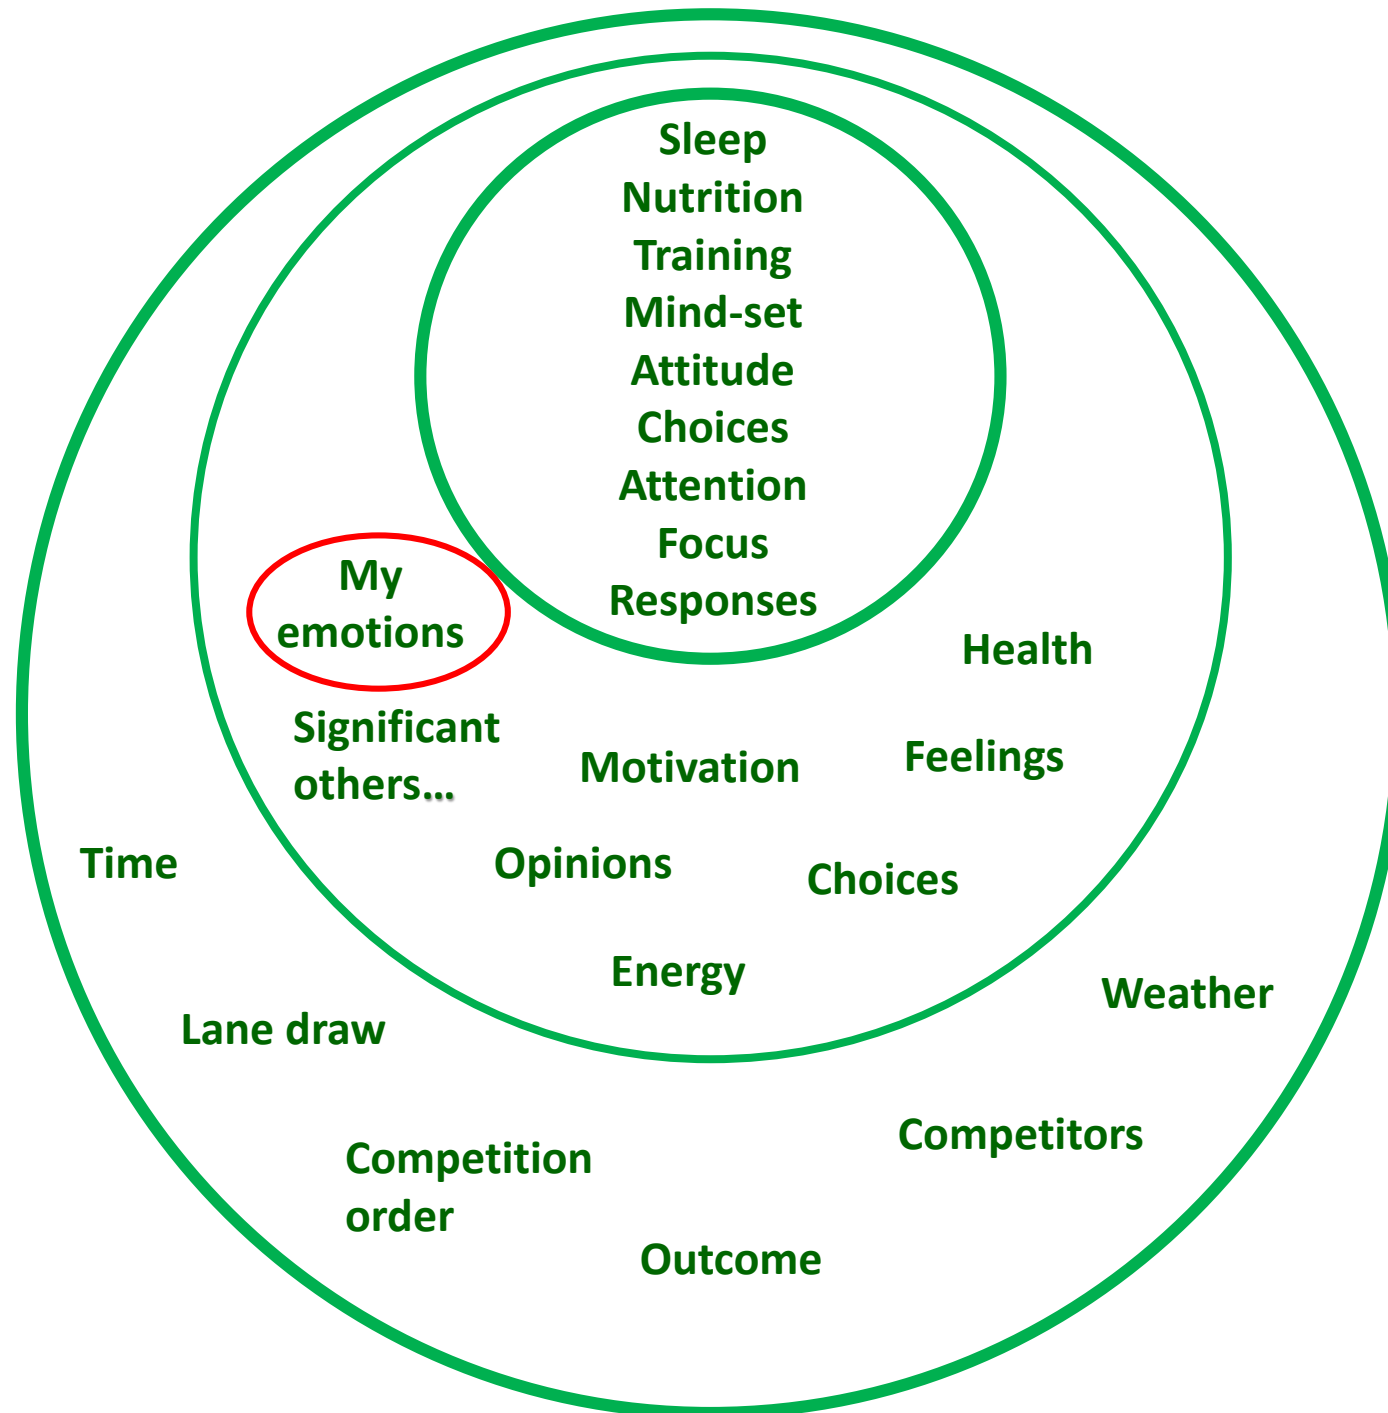 Sleep
Nutrition
Training
Mind-set
Attitude
Choices
Attention
Focus
Responses
My
emotions
Health
Significant
others...
Motivation
Feelings
Time
Opinions
Choices
Energy
Weather
Lane draw
Competitors
Competition
order
Outcome